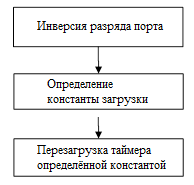 Инверсия разряда порта
Определение
константы загрузки
Перезагрузка таймера
определённой константой